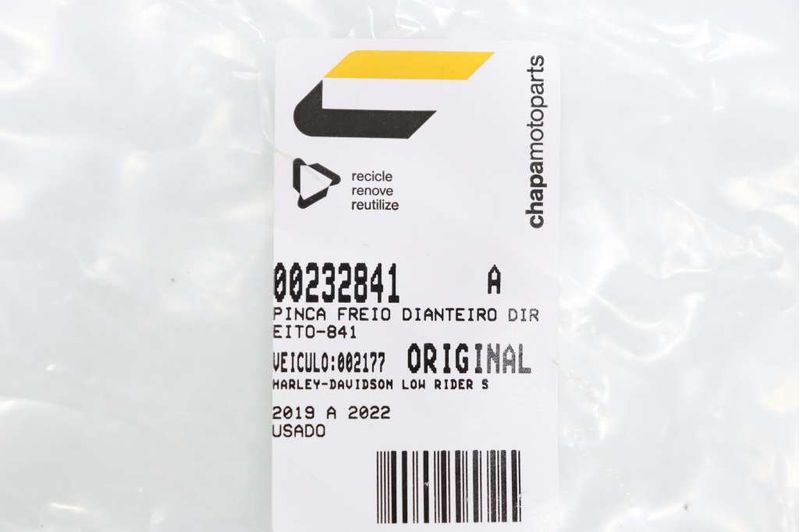 chapamotoparts
recicle
renove
reutilize
00232841 A
PINCA FREIO DIANTEIRO DIR
EITO-841
VEICULO:002177 ORIGINAL
HARLEY-DAVIDSON LOW RIDER S
2019 A 2022
USADO